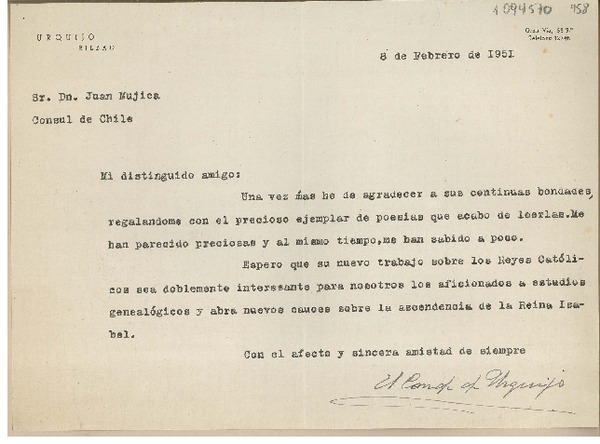 1094570 458
URQUIJO
BILBAO
Gran Vía,
Teléfono
8 de Febrero de 1951
Sr. Dn. Juan Mujica
Consul de Chile
Mi distinguido amigo:
Una vez más he de agradecer a sus continuas bondades,
regalandome con el precioso ejemplar de poesias que acabo de leerlas.Me
han parecido preciosas y al mismo tiempo,me han sabido a poco.
Espero que su nuevo trabajo sobre los Reyes Católi-
cos sea doblemente interesante para nosotros los aficionados a estudios
genealógicos y abra nuevos cauces sobre la ascendencia de la Reina Isa-
bel.
Con el afecto y sincera amistad de siempre
El Conde de Urquijo